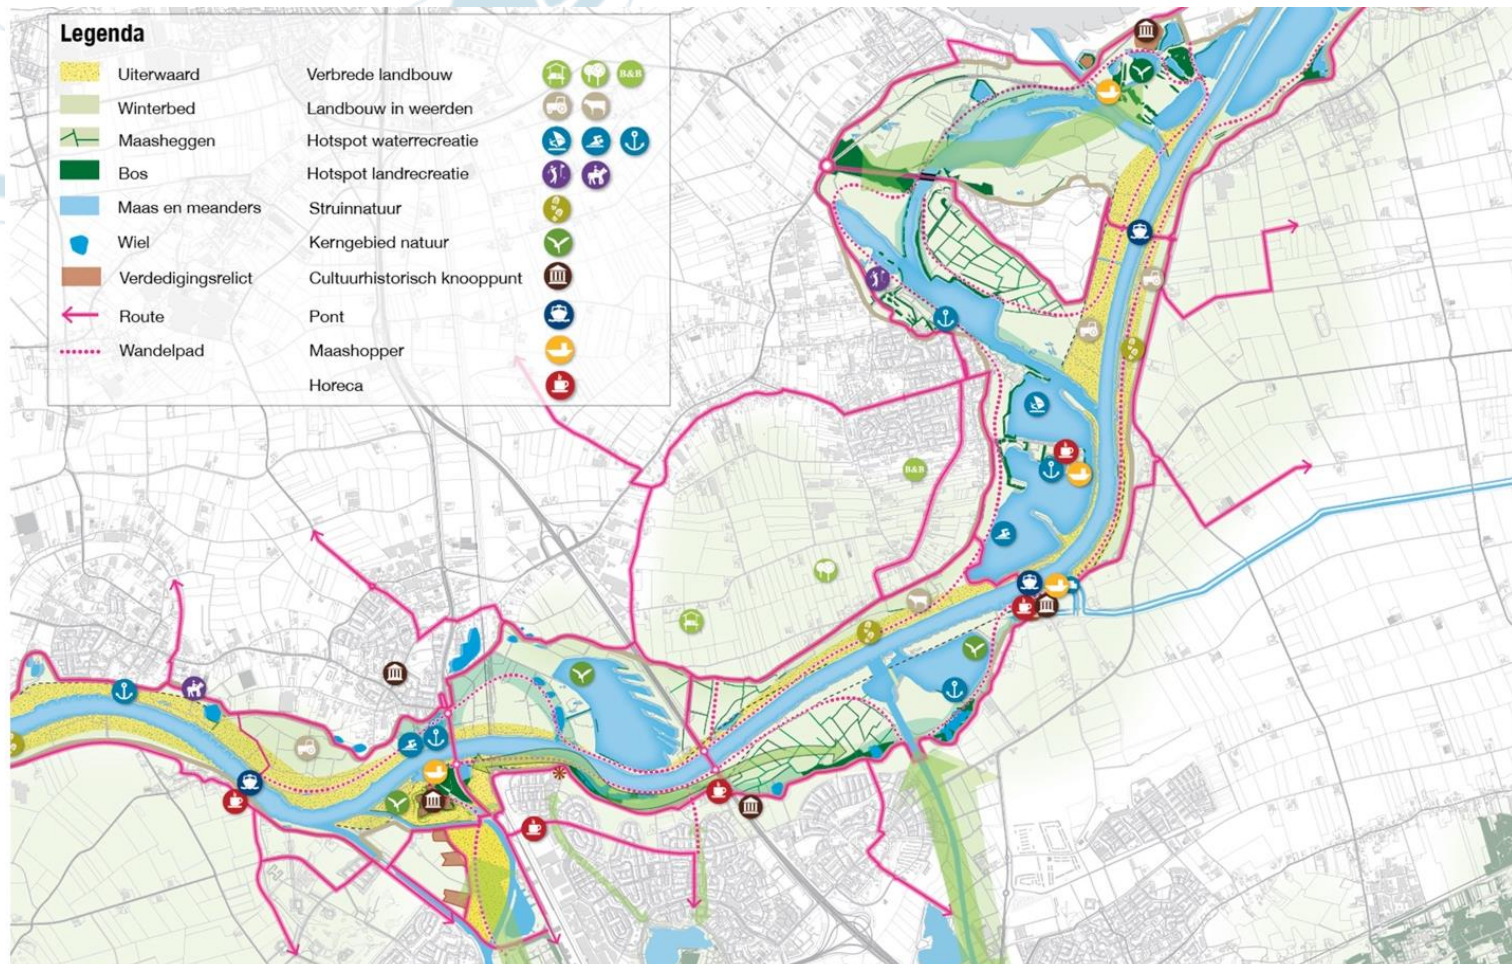 Legenda
Uiterwaard
Winterbed
Maasheggen
Bos
Maas en meanders
Wiel
Verdedigingsrelict
Route
Wandelpad
Verbrede landbouw
B&B
Landbouw in weerden
Hotspot waterrecreatie
Hotspot landrecreatie
Struinnatuur
Kerngebied natuur
Cultuurhistorisch knooppunt
Pont
Maashopper
Horeca
B&B